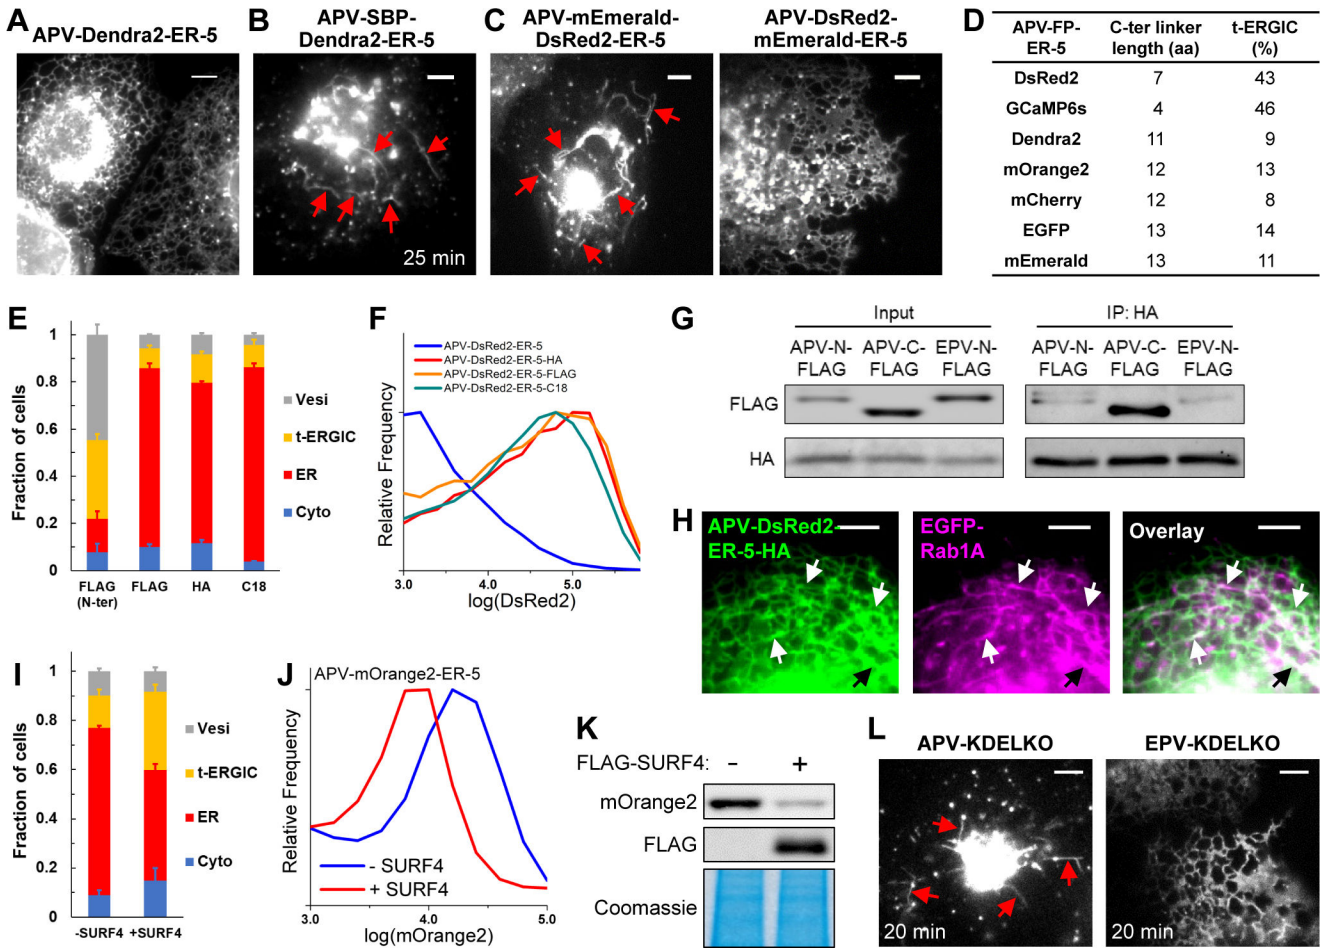 A
APV-Dendra2-ER-5
B
APV-SBP-
Dendra2-ER-5
25 min
C
APV-mEmerald-
DsRed2-ER-5
APV-DsRed2-
mEmerald-ER-5
D
APV-FP-
ER-5
C-ter linker
length (aa)
t-ERGIC
(%)
DsRed2 7 43
GCaMP6s 4 46
Dendra2 11 9
mOrange2 12 13
mCherry 12 8
EGFP 13 14
mEmerald 13 11
E
Fraction of cells
1
0.8
0.6
0.4
0.2
0
FLAG
(N-ter)
FLAG
HA
C18
Vesi
t-ERGIC
ER
Cyto
F
Relative Frequency
APV-DsRed2-ER-5
APV-DsRed2-ER-5-HA
APV-DsRed2-ER-5-FLAG
APV-DsRed2-ER-5-C18
3.0 4.0 5.0
log(DsRed2)
G
Input
IP: HA
APV-N-
FLAG
APV-C-
FLAG
EPV-N-
FLAG
APV-N-
FLAG
APV-C-
FLAG
EPV-N-
FLAG
FLAG
HA
H
APV-DsRed2-
ER-5-HA
EGFP-
Rab1A
Overlay
I
Fraction of cells
1
0.8
0.6
0.4
0.2
0
-SURF4 +SURF4
Vesi
t-ERGIC
ER
Cyto
J
APV-mOrange2-ER-5
Relative Frequency
- SURF4
+ SURF4
3.0 4.0 5.0
log(mOrange2)
K
FLAG-SURF4: - +
mOrange2
FLAG
Coomassie
L
APV-KDELKO
20 min
EPV-KDELKO
20 min